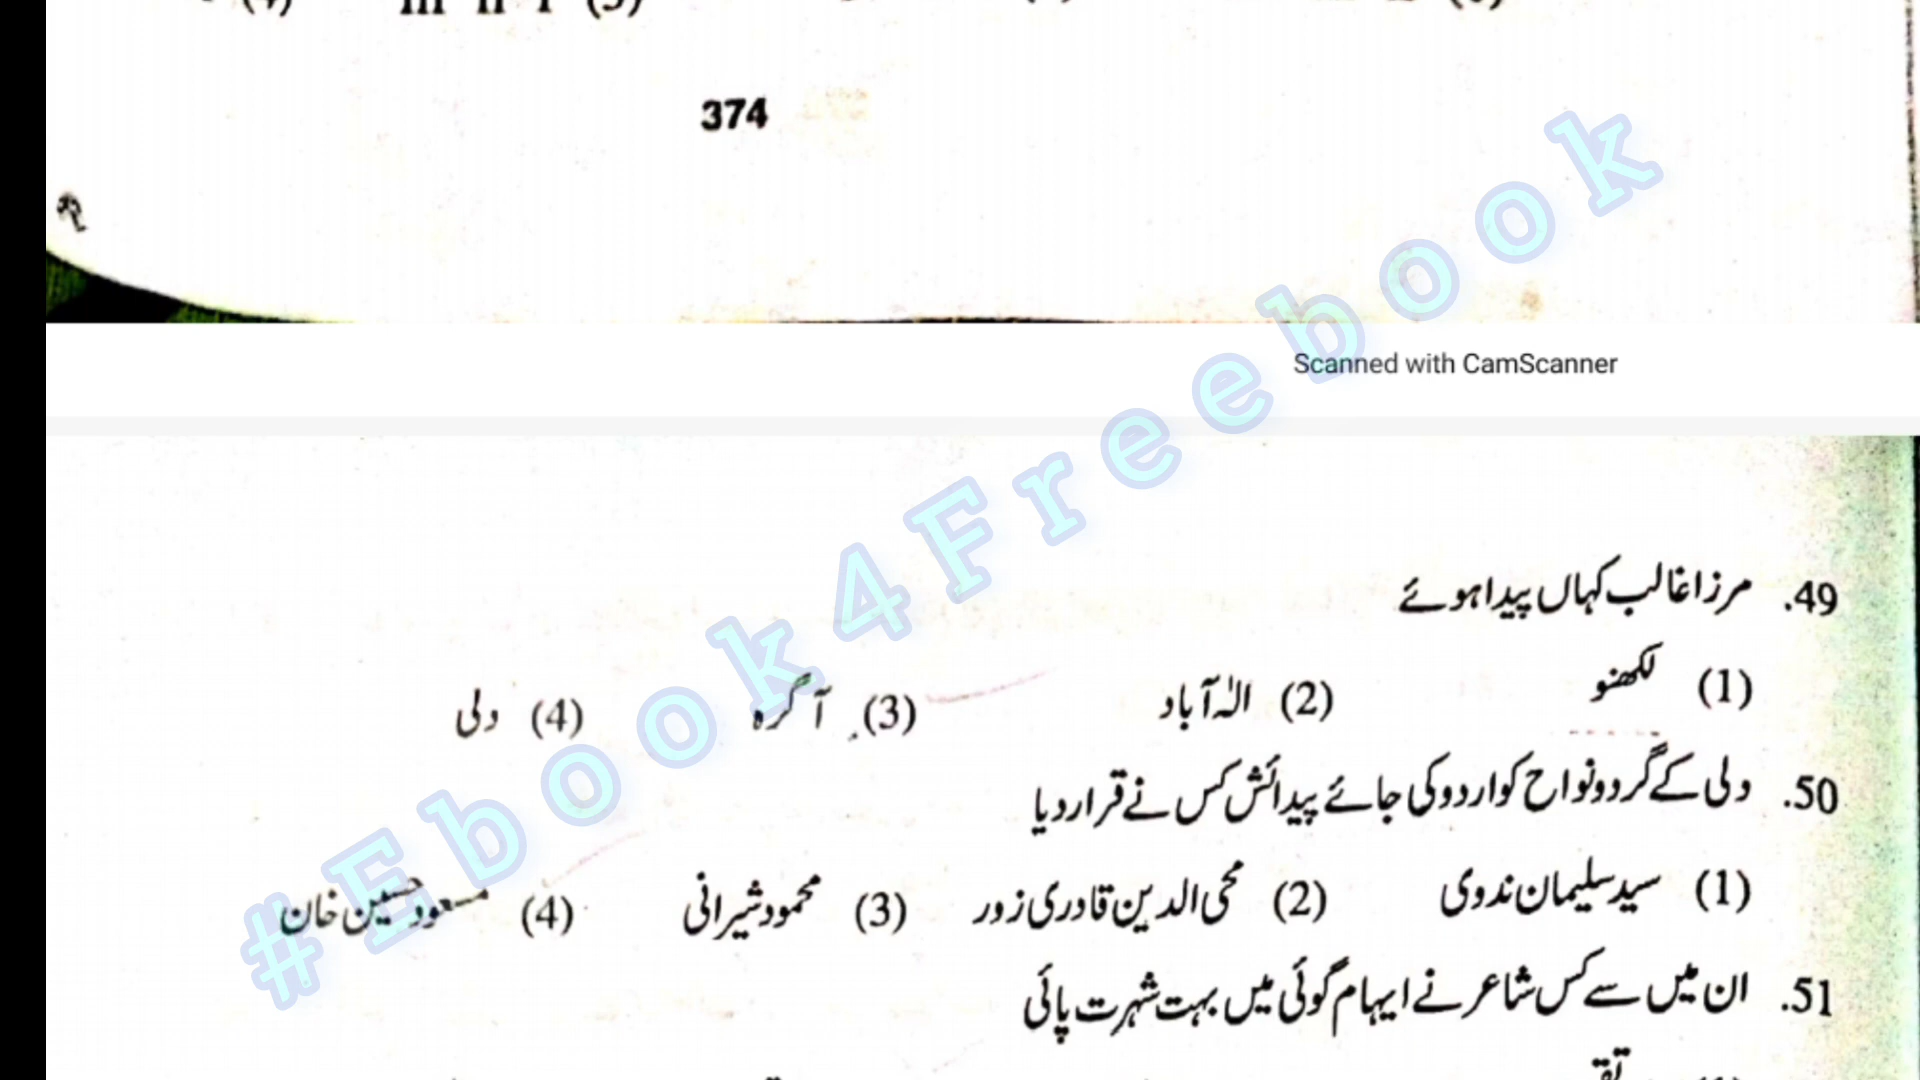 374
Scanned with CamScanner
#Ebook4Freebook
49. مرزا غالب کہاں پیدا ہوئے
(1) لکھنو (2) الہٰ آباد (3) آگرہ (4) دلی
50. دلی کے گردونواح کو اردو کی جائے پیدائش کس نے قرار دیا
(1) سید سلیمان ندوی (2) محی الدین قادری زور (3) محمود شیرانی (4) مسعود حسین خان
51. ان میں سے کس شاعر نے ایہام گوئی میں بہت شہرت پائی